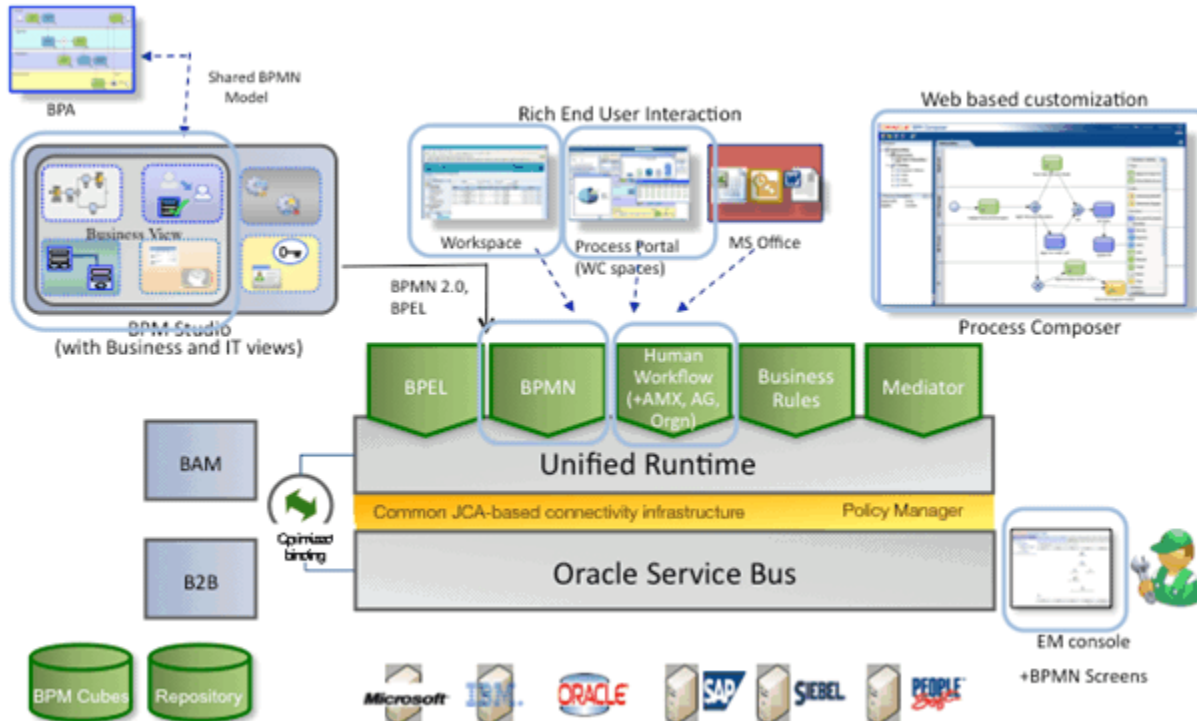 BPA
Shared BPMN
Model
Business View
BPM Studio
(with Business and IT views)
Rich End User Interaction
Workspace
Process Portal
(WC spaces)
MS Office
Web based customization
Process Composer
BPMN 2.0,
BPEL
BPEL
BPMN
Human
Workflow
(+AMX, AG,
Orgn)
Business
Rules
Mediator
Unified Runtime
Common JCA-based connectivity infrastructure
Policy Manager
Oracle Service Bus
BAM
B2B
Optimized
binding
EM console
+BPMN Screens
BPM Cubes
Repository
Microsoft
IBM.
ORACLE
SAP
SIEBEL
PEOPLE
Soft